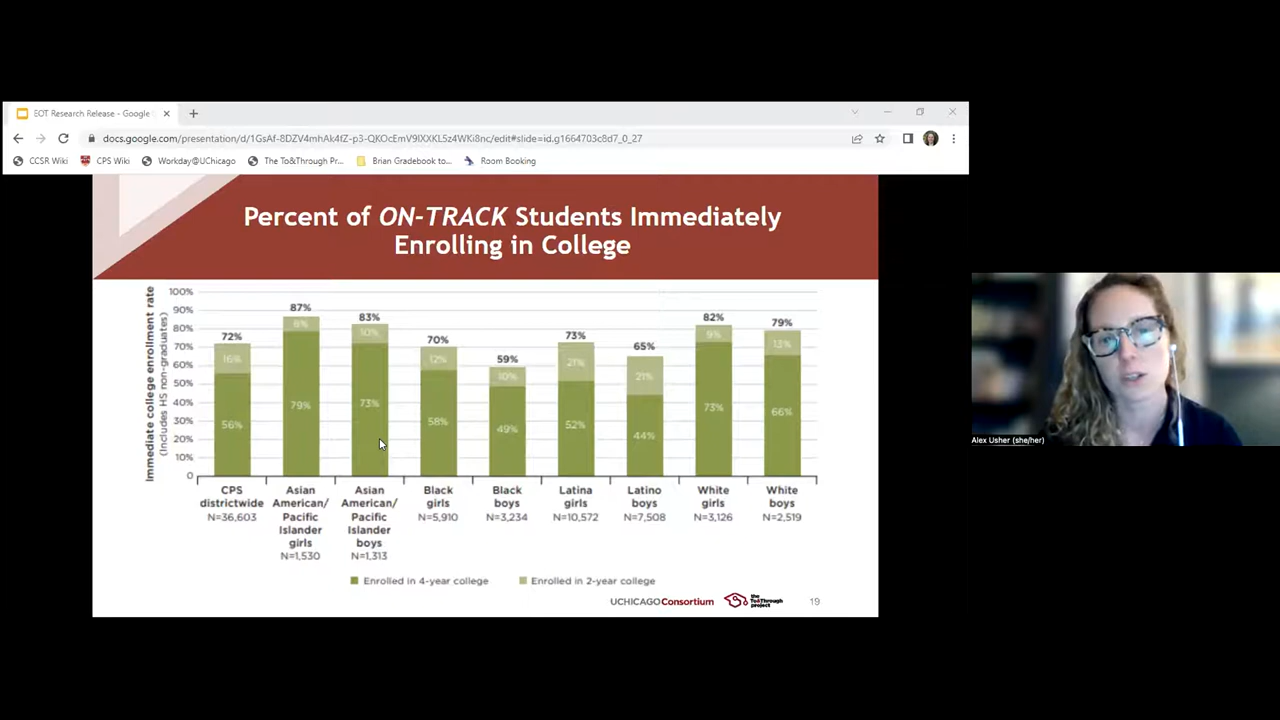 EOT Research Release - Google
docs.google.com/presentation/d/1GsAf-8DZV4mhAk4fZ-p3-QKOcEmV9lXXKL5z4WKi8nc/edit#slide=id.g1664703c8d7_0_27
CCSR Wiki CPS Wiki Workday@UChicago The To&Through Pr... Brian Gradebook to... Room Booking
Percent of ON-TRACK Students Immediately
Enrolling in College
Immediate college enrollment rate
(Includes HS non-graduates)
100%
90%
80%
70%
60%
50%
40%
30%
20%
10%
0
72% 87% 83% 70% 59% 73% 65% 82% 79%
16% 8% 10% 12% 10% 21% 21% 9% 13%
56% 79% 73% 58% 49% 52% 44% 73% 66%
CPS
districtwide
N=36,603
Asian
American/
Pacific
Islander
girls
N=1,530
Asian
American/
Pacific
Islander
boys
N=1,313
Black
girls
N=5,910
Black
boys
N=3,234
Latina
girls
N=10,572
Latino
boys
N=7,508
White
girls
N=3,126
White
boys
N=2,519
Enrolled in 4-year college Enrolled in 2-year college
UCHICAGOConsortium
the
To&Through
project
19
Alex Usher (she/her)